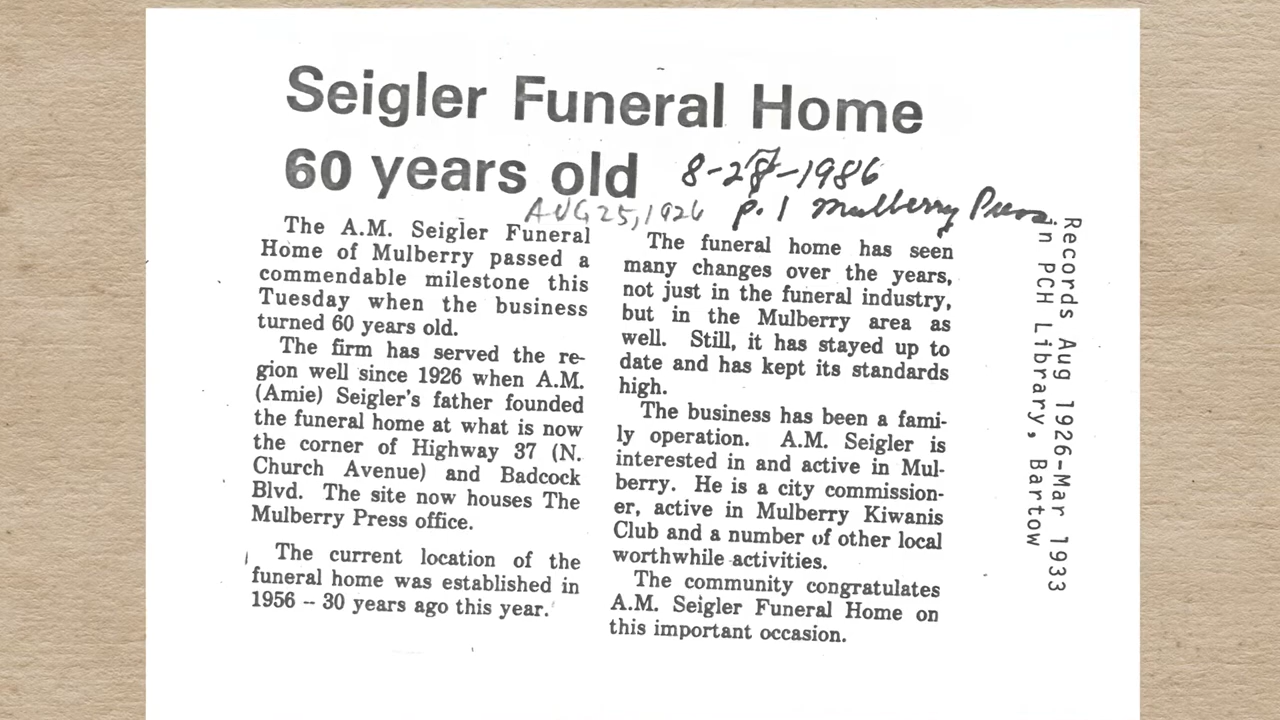 Seigler Funeral Home
60 years old
8-28-1986
AUG 25, 1926
p. 1 Mulberry Press
The A.M. Seigler Funeral
Home of Mulberry passed a
commendable milestone this
Tuesday when the business
turned 60 years old.
The firm has served the re-
gion well since 1926 when A.M.
(Amie) Seigler's father founded
the funeral home at what is now
the corner of Highway 37 (N.
Church Avenue) and Badcock
Blvd. The site now houses The
Mulberry Press office.
The current location of the
funeral home was established in
1956 -- 30 years ago this year.
The funeral home has seen
many changes over the years,
not just in the funeral industry,
but in the Mulberry area as
well. Still, it has stayed up to
date and has kept its standards
high.
The business has been a fami-
ly operation. A.M. Seigler is
interested in and active in Mul-
berry. He is a city commission-
er, active in Mulberry Kiwanis
Club and a number of other local
worthwhile activities.
The community congratulates
A.M. Seigler Funeral Home on
this important occasion.
Records Aug 1926-Mar 1933
in PCH Library, Bartow